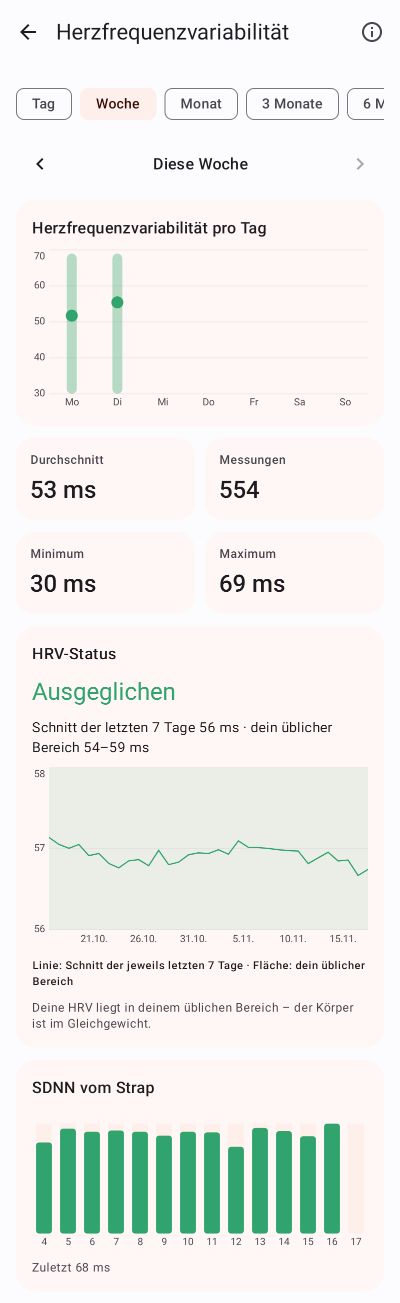 Herzfrequenzvariabilität
Tag Woche Monat 3 Monate 6 M
Diese Woche
Herzfrequenzvariabilität pro Tag
70
60
50
40
30
Mo Di Mi Do Fr Sa So
Durchschnitt
53 ms
Messungen
554
Minimum
30 ms
Maximum
69 ms
HRV-Status
Ausgeglichen
Schnitt der letzten 7 Tage 56 ms · dein üblicher
Bereich 54–59 ms
58
57
56
21.10. 26.10. 31.10. 5.11. 10.11. 15.11.
Linie: Schnitt der jeweils letzten 7 Tage · Fläche: dein üblicher
Bereich
Deine HRV liegt in deinem üblichen Bereich – der Körper
ist im Gleichgewicht.
SDNN vom Strap
4 5 6 7 8 9 10 11 12 13 14 15 16 17
Zuletzt 68 ms